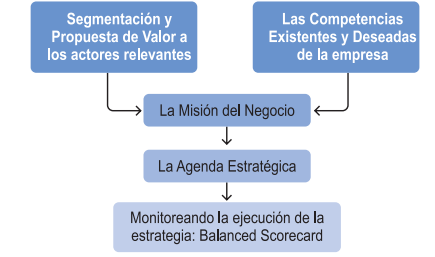 Segmentación y
Propuesta de Valor a
los actores relevantes
Las Competencias
Existentes y Deseadas
de la empresa
La Misión del Negocio
La Agenda Estratégica
Monitoreando la ejecución de la
estrategia: Balanced Scorecard